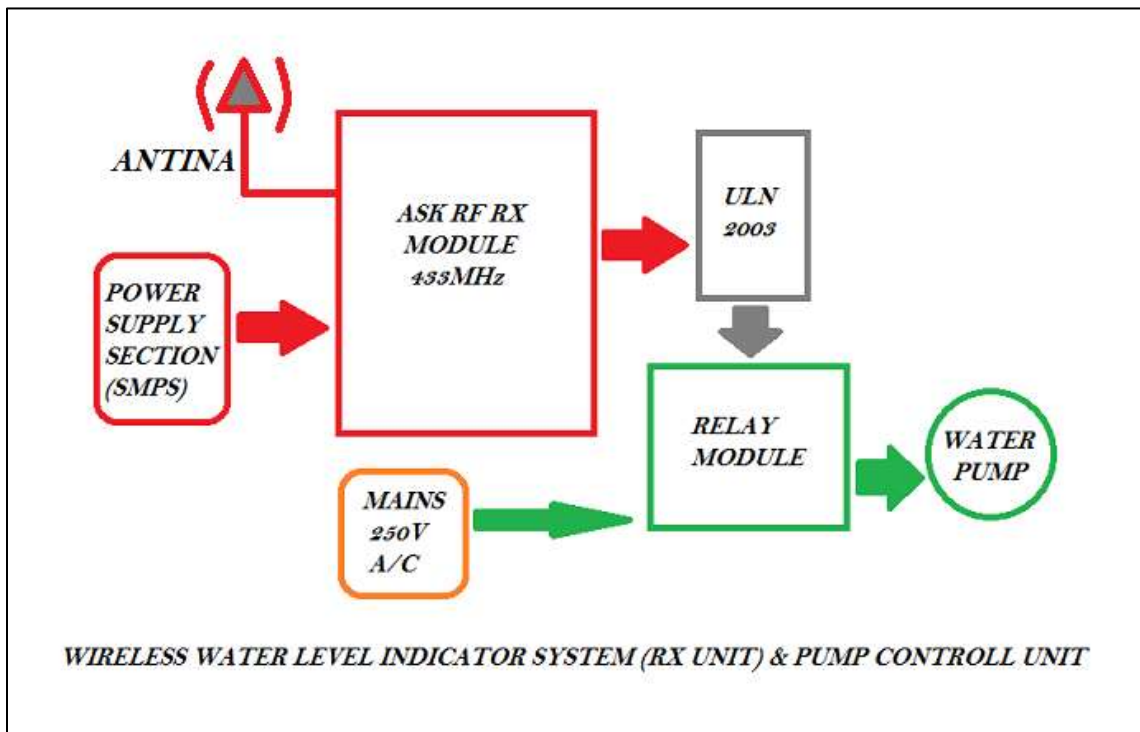 ANTINA
ASK RF RX
MODULE
433MHz
ULN
2003
POWER
SUPPLY
SECTION
(SMPS)
RELAY
MODULE
WATER
PUMP
MAINS
250V
A/C
WIRELESS WATER LEVEL INDICATOR SYSTEM (RX UNIT) & PUMP CONTROLL UNIT